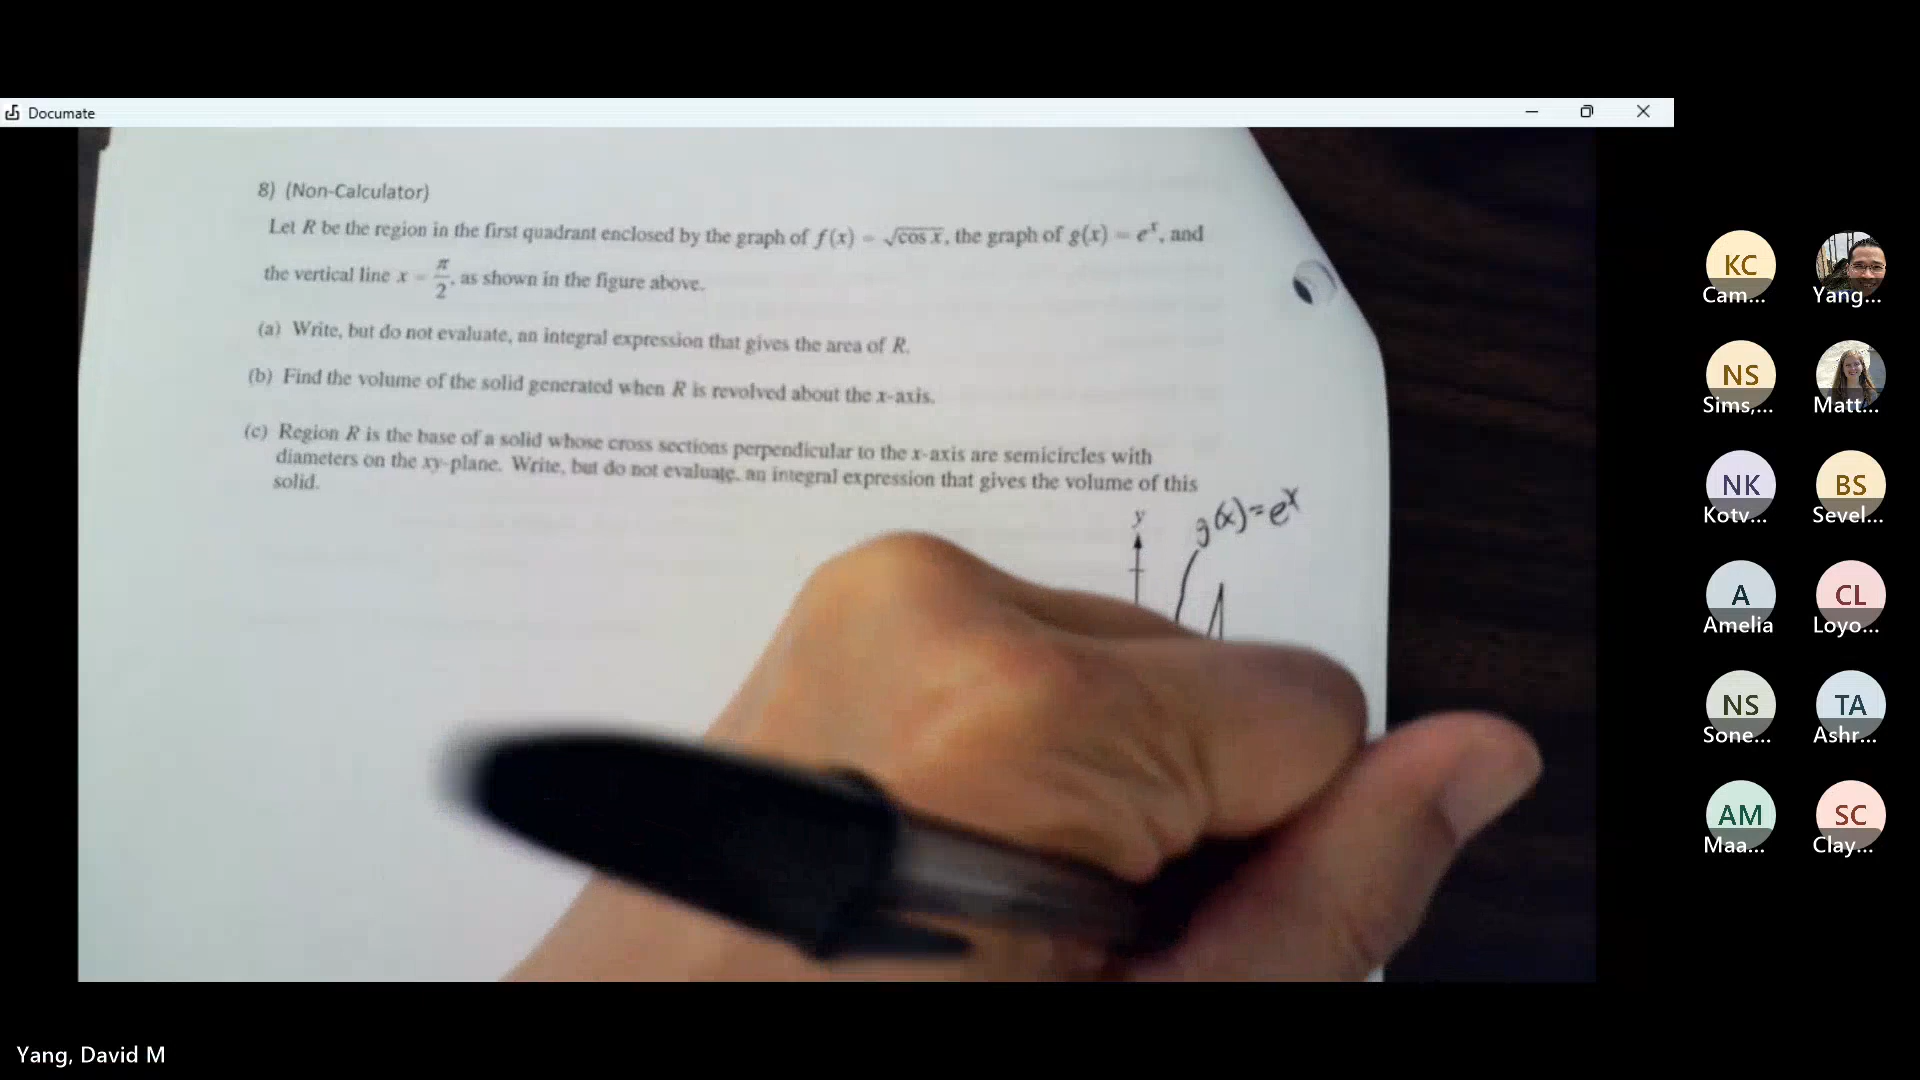 Documate
8) (Non-Calculator)
Let R be the region in the first quadrant enclosed by the graph of f(x) = √cos x, the graph of g(x) = eˣ, and
the vertical line x = π/2, as shown in the figure above.
(a) Write, but do not evaluate, an integral expression that gives the area of R.
(b) Find the volume of the solid generated when R is revolved about the x-axis.
(c) Region R is the base of a solid whose cross sections perpendicular to the x-axis are semicircles with
diameters on the xy-plane. Write, but do not evaluate, an integral expression that gives the volume of this
solid.
y
g(x)=eˣ
KC
Cam...
Yang...
NS
Sims,...
Matt...
NK
Kotv...
BS
Sevel...
A
Amelia
CL
Loyo...
NS
Sone...
TA
Ashr...
AM
Maa...
SC
Clay...
Yang, David M